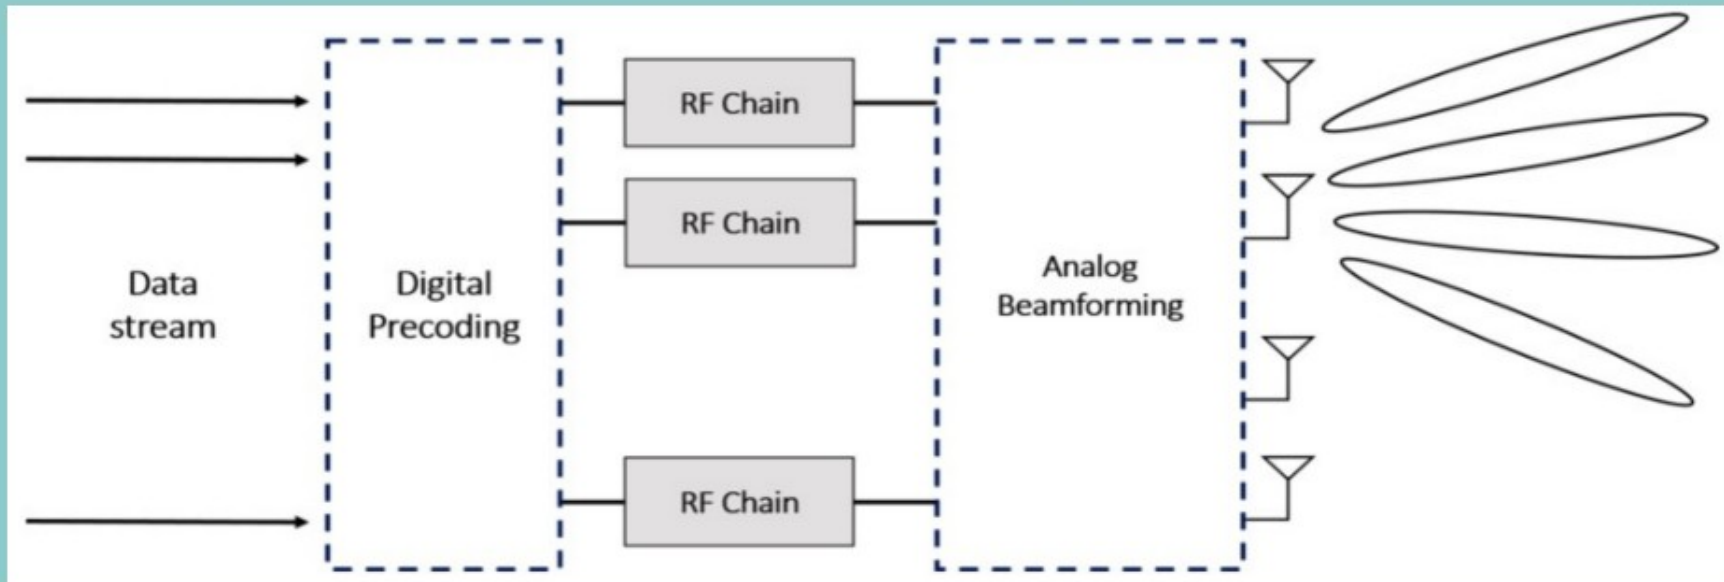 Data
stream
Digital
Precoding
RF Chain
RF Chain
RF Chain
Analog
Beamforming